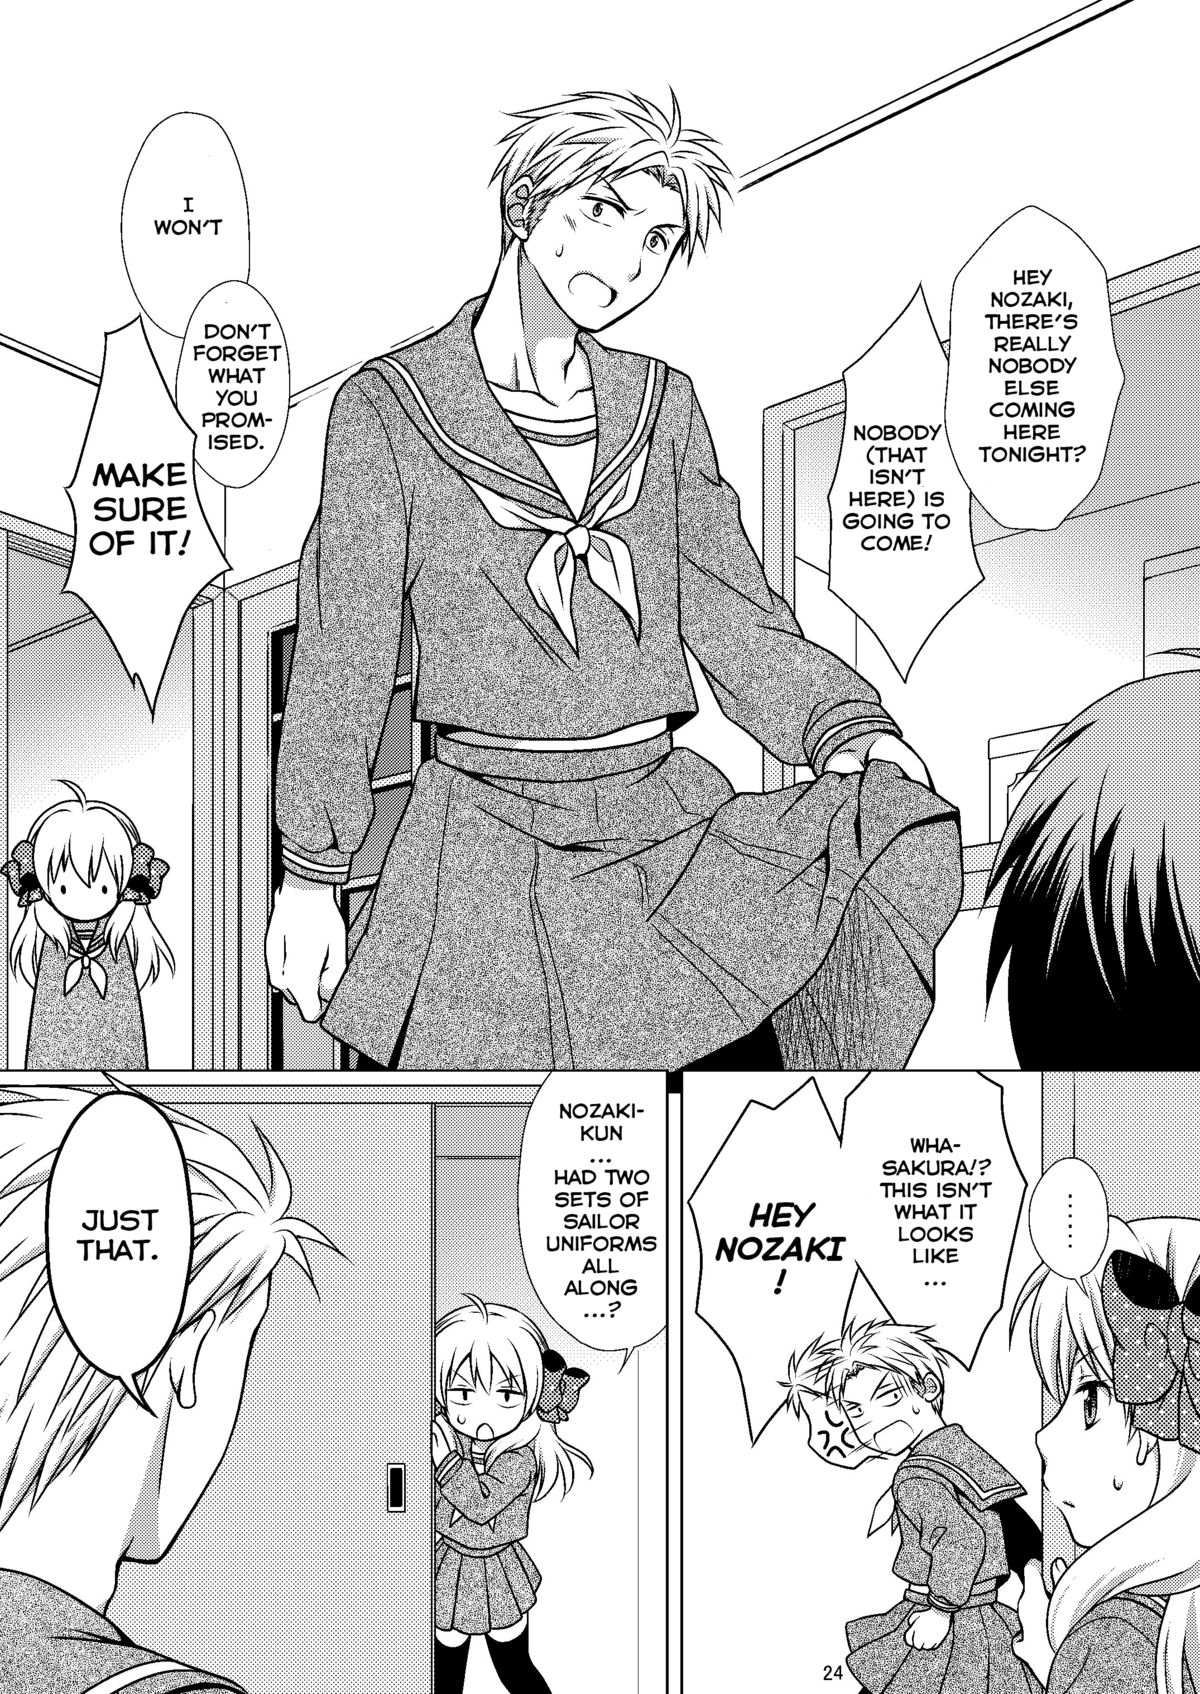 HEY
NOZAKI,
THERE'S
REALLY
NOBODY
ELSE
COMING
HERE
TONIGHT?
NOBODY
(THAT
ISN'T
HERE) IS
GOING TO
COME!
I
WON'T
DON'T
FORGET
WHAT
YOU
PROM-
ISED.
MAKE
SURE
OF IT!
......
WHA-
SAKURA!?
THIS ISN'T
WHAT IT
LOOKS
LIKE
...
HEY
NOZAKI
!
NOZAKI-
KUN
...
HAD TWO
SETS OF
SAILOR
UNIFORMS
ALL
ALONG
...?
JUST
THAT.
24